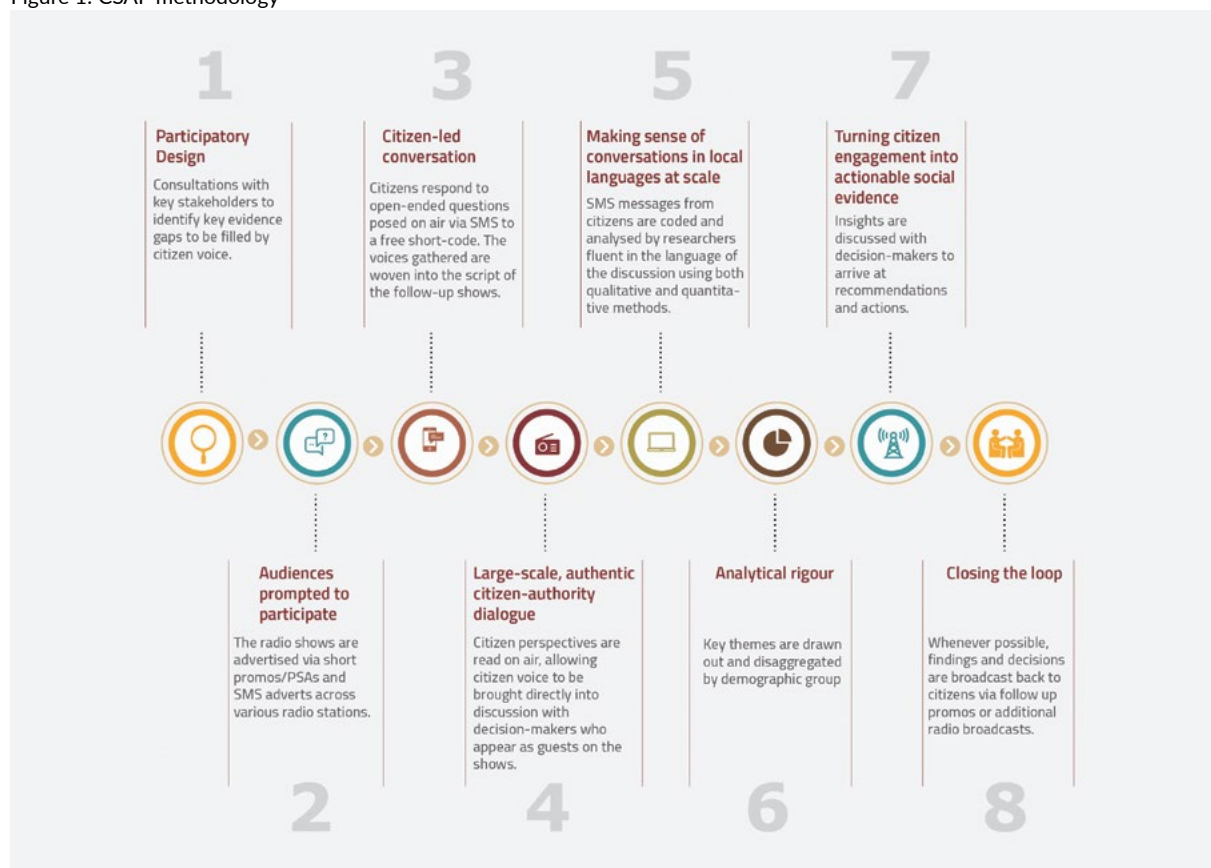 Figure 1: CSAP methodology
1
Participatory
Design
Consultations with
key stakeholders to
identify key evidence
gaps to be filled by
citizen voice.
3
Citizen-led
conversation
Citizens respond to
open-ended questions
posed on air via SMS to
a free short-code. The
voices gathered are
woven into the script of
the follow-up shows.
5
Making sense of
conversations in local
languages at scale
SMS messages from
citizens are coded and
analysed by researchers
fluent in the language of
the discussion using both
qualitative and quantita-
tive methods.
7
Turning citizen
engagement into
actionable social
evidence
Insights are
discussed with
decision-makers to
arrive at
recommendations
and actions.
Audiences
prompted to
participate
The radio shows are
advertised via short
promos/PSAs and
SMS adverts across
various radio stations.
2
Large-scale, authentic
citizen-authority
dialogue
Citizen perspectives are
read on air, allowing
citizen voice to be
brought directly into
discussion with
decision-makers who
appear as guests on the
shows.
4
Analytical rigour
Key themes are drawn
out and disaggregated
by demographic group
6
Closing the loop
Whenever possible,
findings and decisions
are broadcast back to
citizens via follow up
promos or additional
radio broadcasts.
8